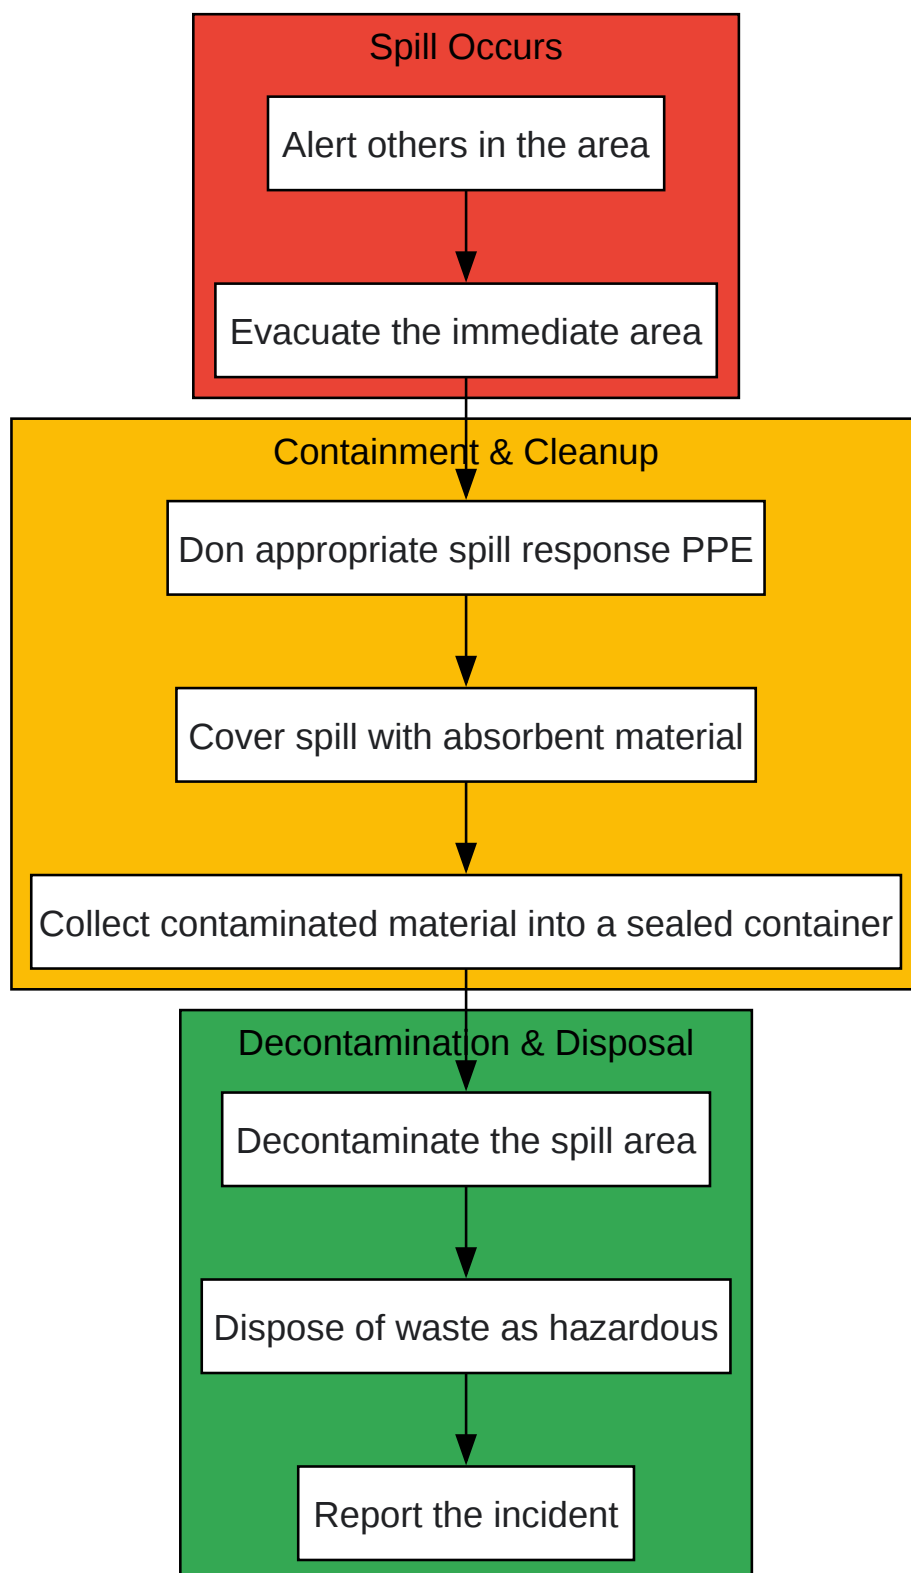 Spill Occurs
Alert others in the area
Evacuate the immediate area
Containment & Cleanup
Don appropriate spill response PPE
Cover spill with absorbent material
Collect contaminated material into a sealed container
Decontamination & Disposal
Decontaminate the spill area
Dispose of waste as hazardous
Report the incident